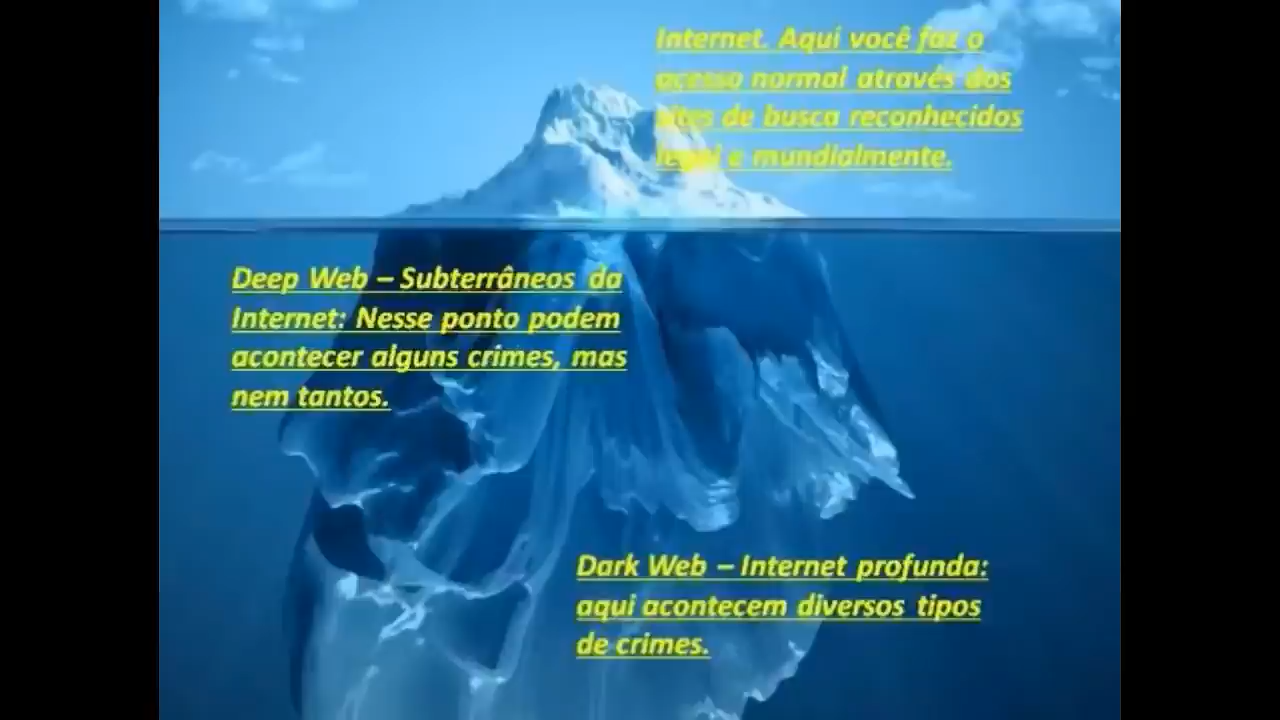 Internet. Aqui você faz o
acesso normal através dos
sites de busca reconhecidos
legal e mundialmente.
Deep Web – Subterrâneos da
Internet: Nesse ponto podem
acontecer alguns crimes, mas
nem tantos.
Dark Web – Internet profunda:
aqui acontecem diversos tipos
de crimes.